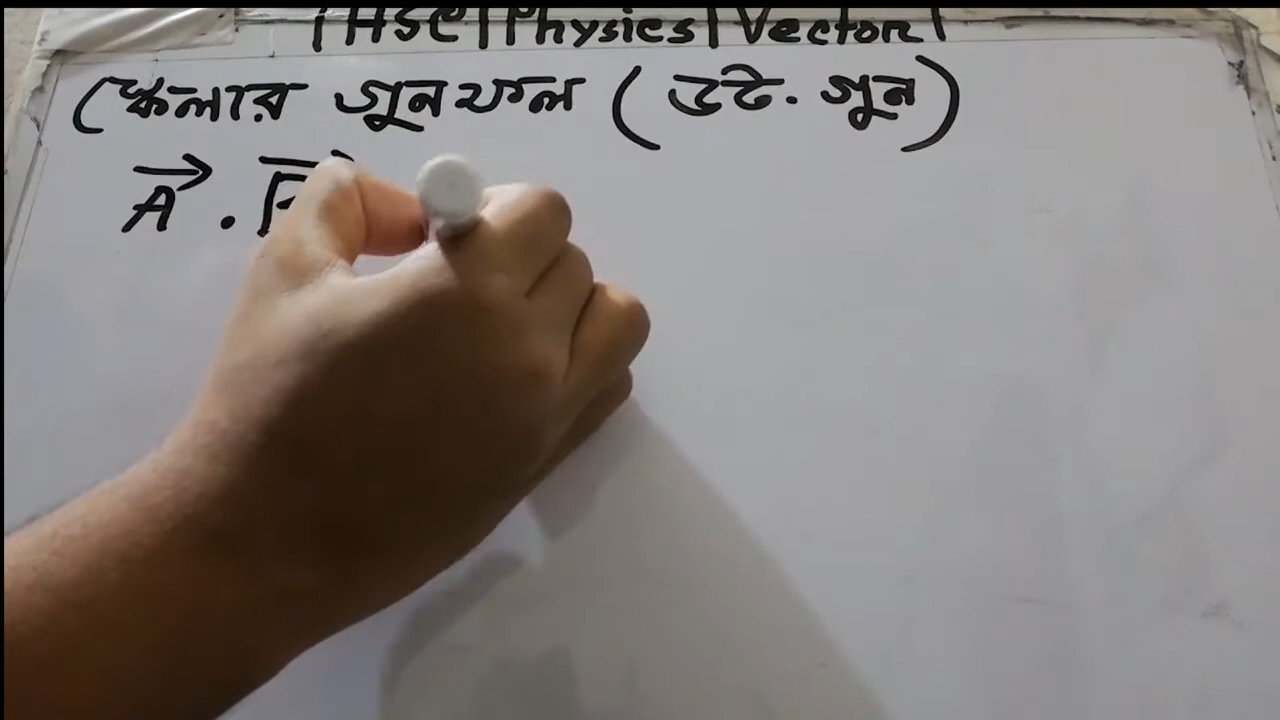 |HSC|Physics|Vector|
স্কেলার গুনফল (ডট. গুন)
A⃗ . B⃗